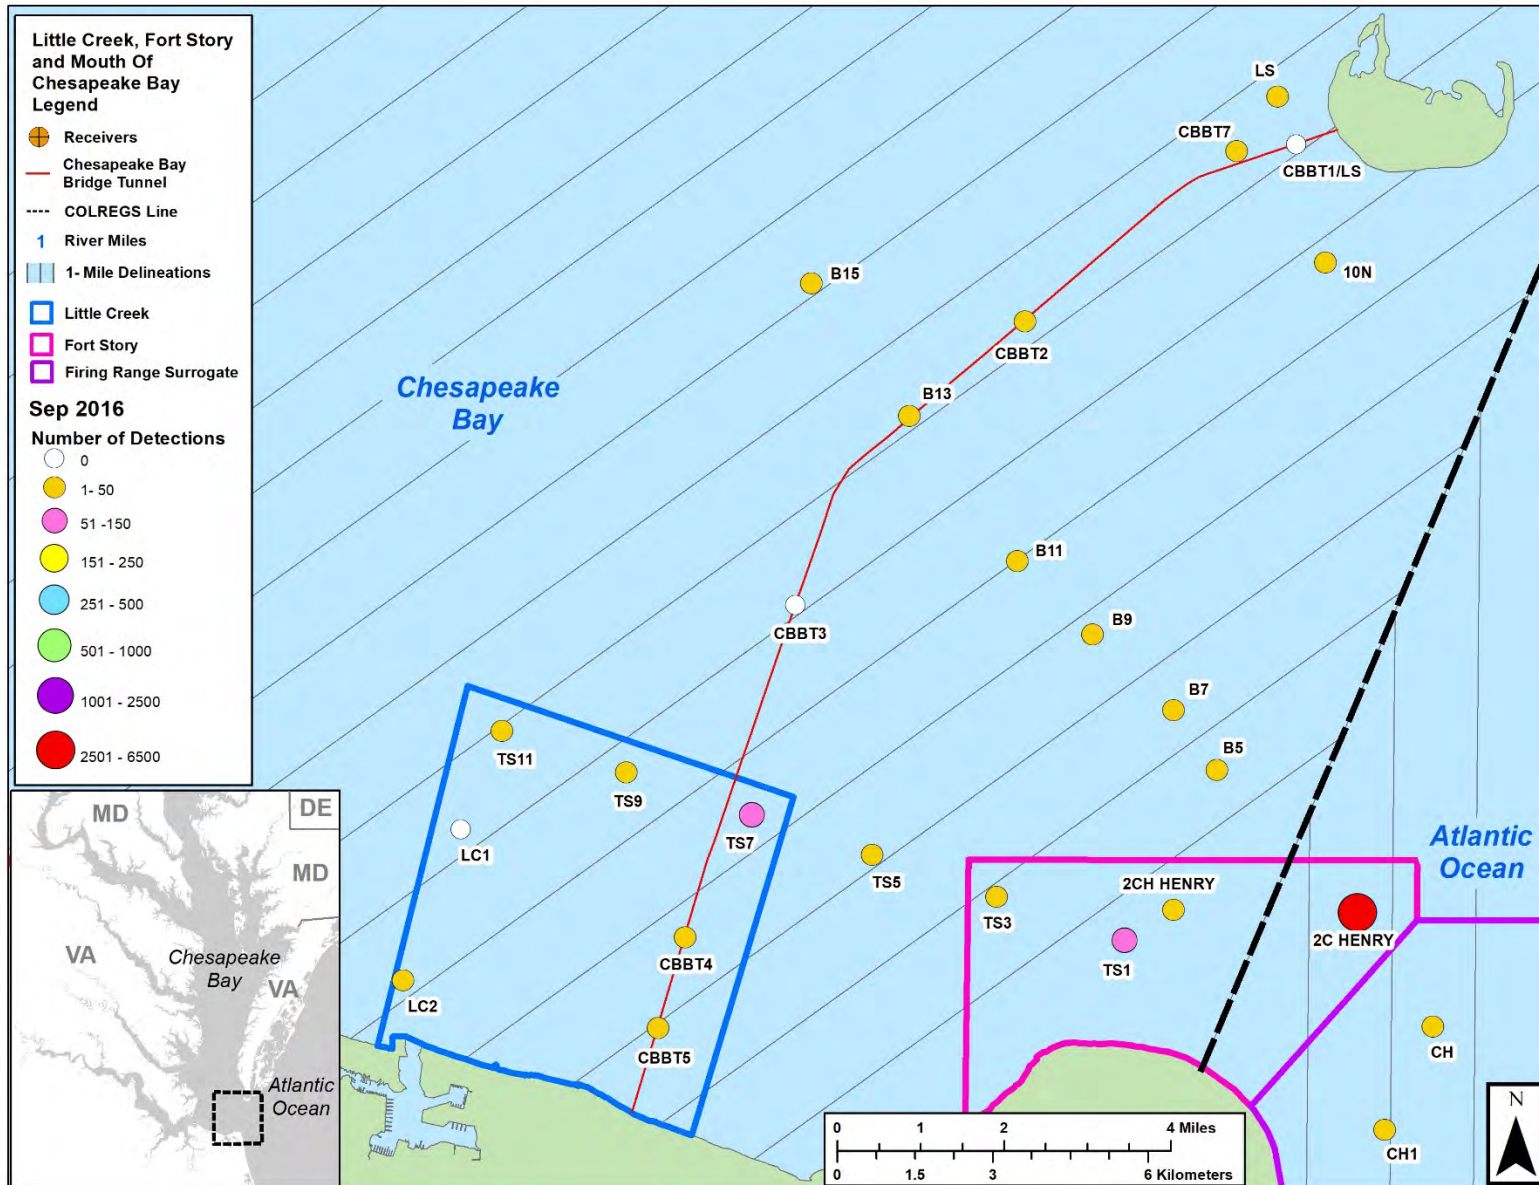 Little Creek, Fort Story
and Mouth Of
Chesapeake Bay
Legend
Receivers
Chesapeake Bay
Bridge Tunnel
COLREGS Line
1 River Miles
1- Mile Delineations
Little Creek
Fort Story
Firing Range Surrogate
Sep 2016
Number of Detections
0
1- 50
51 -150
151 - 250
251 - 500
501 - 1000
1001 - 2500
2501 - 6500
LS
CBBT7
CBBT1/LS
10N
B15
CBBT2
Chesapeake
Bay
B13
B11
CBBT3
B9
B7
B5
TS11
TS9
TS7
LC1
TS5
Atlantic
Ocean
2CH HENRY
TS3
2C HENRY
TS1
CBBT4
LC2
CBBT5
CH
CH1
MD
DE
MD
VA
Chesapeake
Bay
VA
Atlantic
Ocean
0 1 2 4 Miles
0 1.5 3 6 Kilometers
N